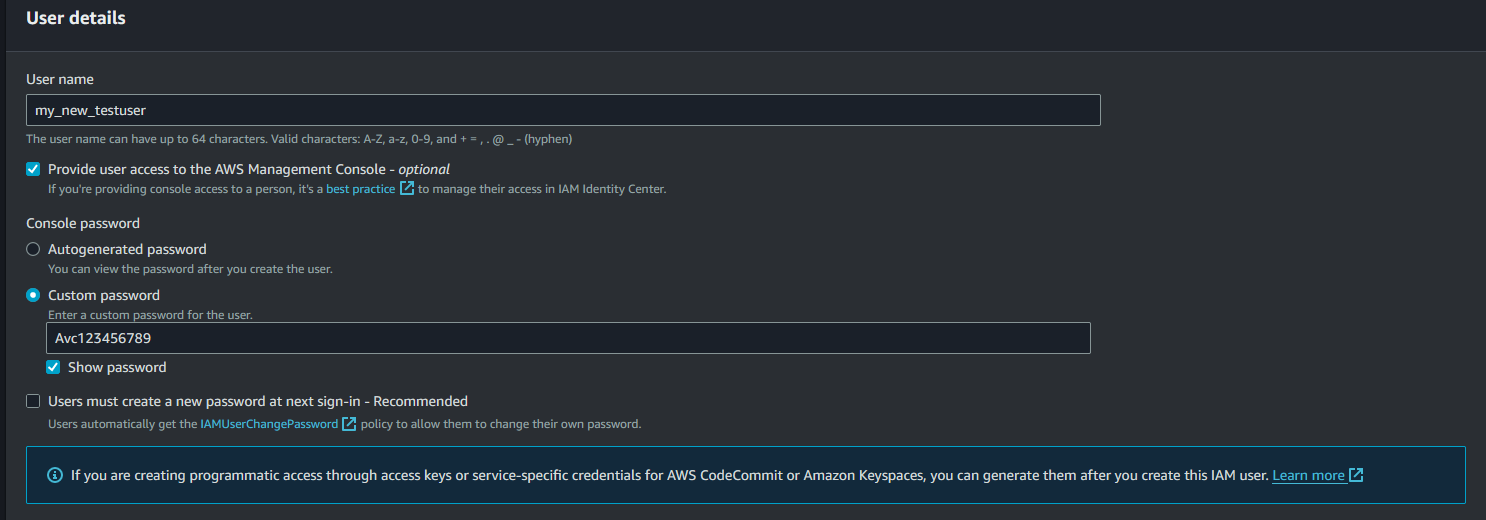 User details
User name
my_new_testuser
The user name can have up to 64 characters. Valid characters: A-Z, a-z, 0-9, and + = , . @ _ - (hyphen)
Provide user access to the AWS Management Console - optional
If you're providing console access to a person, it's a best practice to manage their access in IAM Identity Center.
Console password
Autogenerated password
You can view the password after you create the user.
Custom password
Enter a custom password for the user.
Avc123456789
Show password
Users must create a new password at next sign-in - Recommended
Users automatically get the IAMUserChangePassword policy to allow them to change their own password.
If you are creating programmatic access through access keys or service-specific credentials for AWS CodeCommit or Amazon Keyspaces, you can generate them after you create this IAM user. Learn more